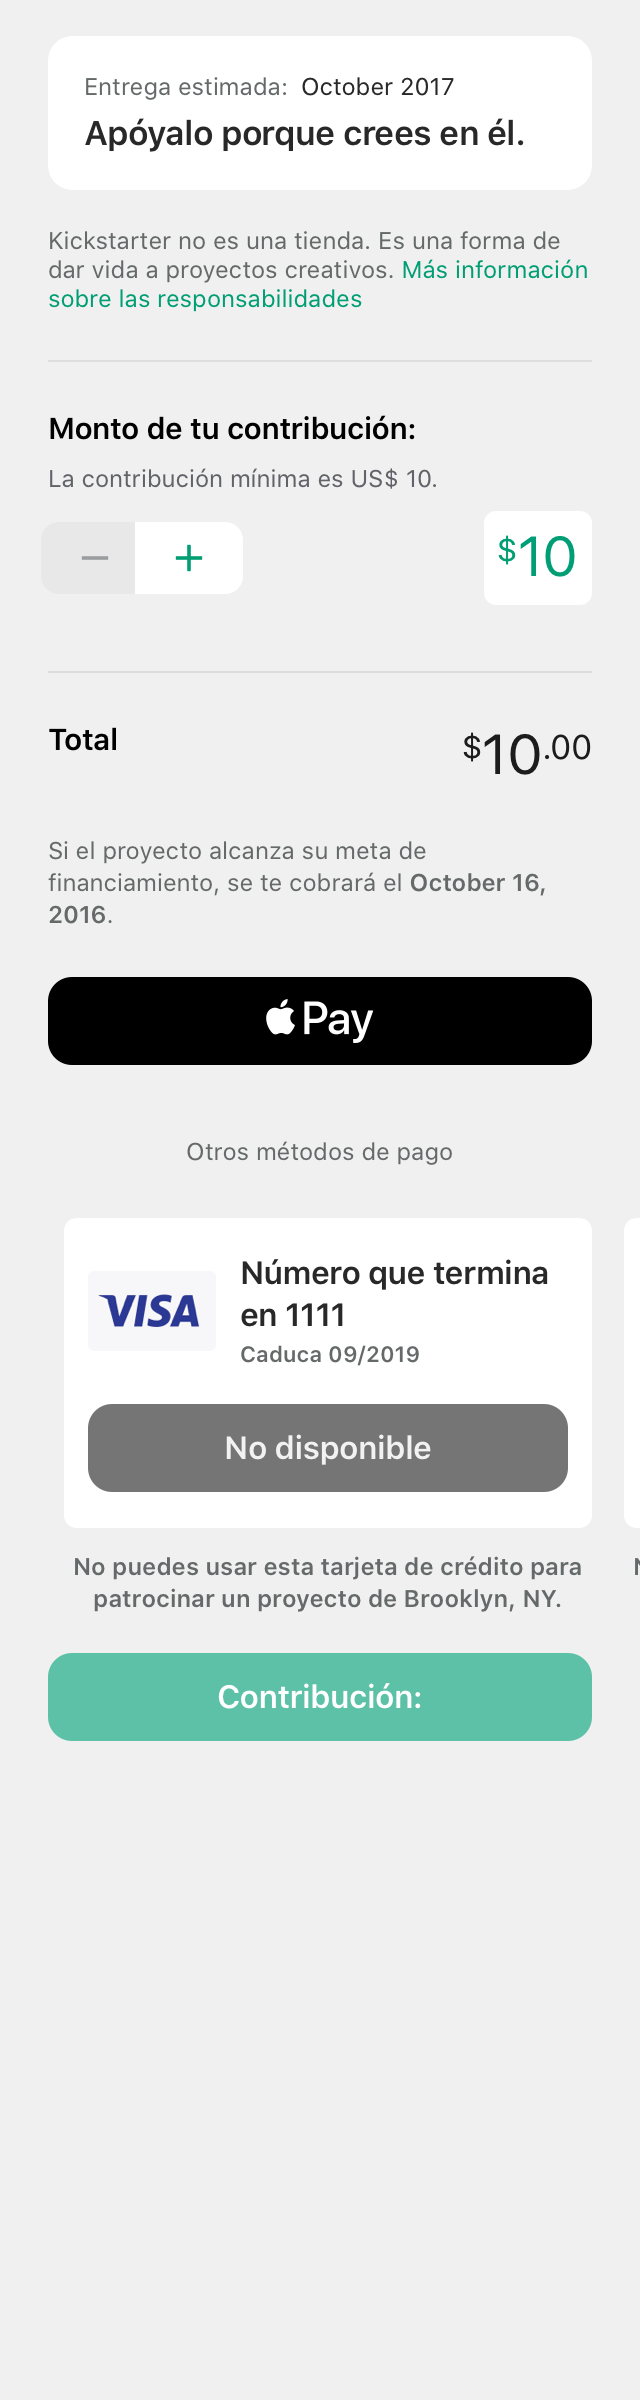 Entrega estimada: October 2017
Apóyalo porque crees en él.
Kickstarter no es una tienda. Es una forma de
dar vida a proyectos creativos. Más información
sobre las responsabilidades
Monto de tu contribución:
La contribución mínima es US$ 10.
− +
$10
Total
$10.00
Si el proyecto alcanza su meta de
financiamiento, se te cobrará el October 16,
2016.
Pay
Otros métodos de pago
VISA
Número que termina
en 1111
Caduca 09/2019
No disponible
No puedes usar esta tarjeta de crédito para
patrocinar un proyecto de Brooklyn, NY.
Contribución: